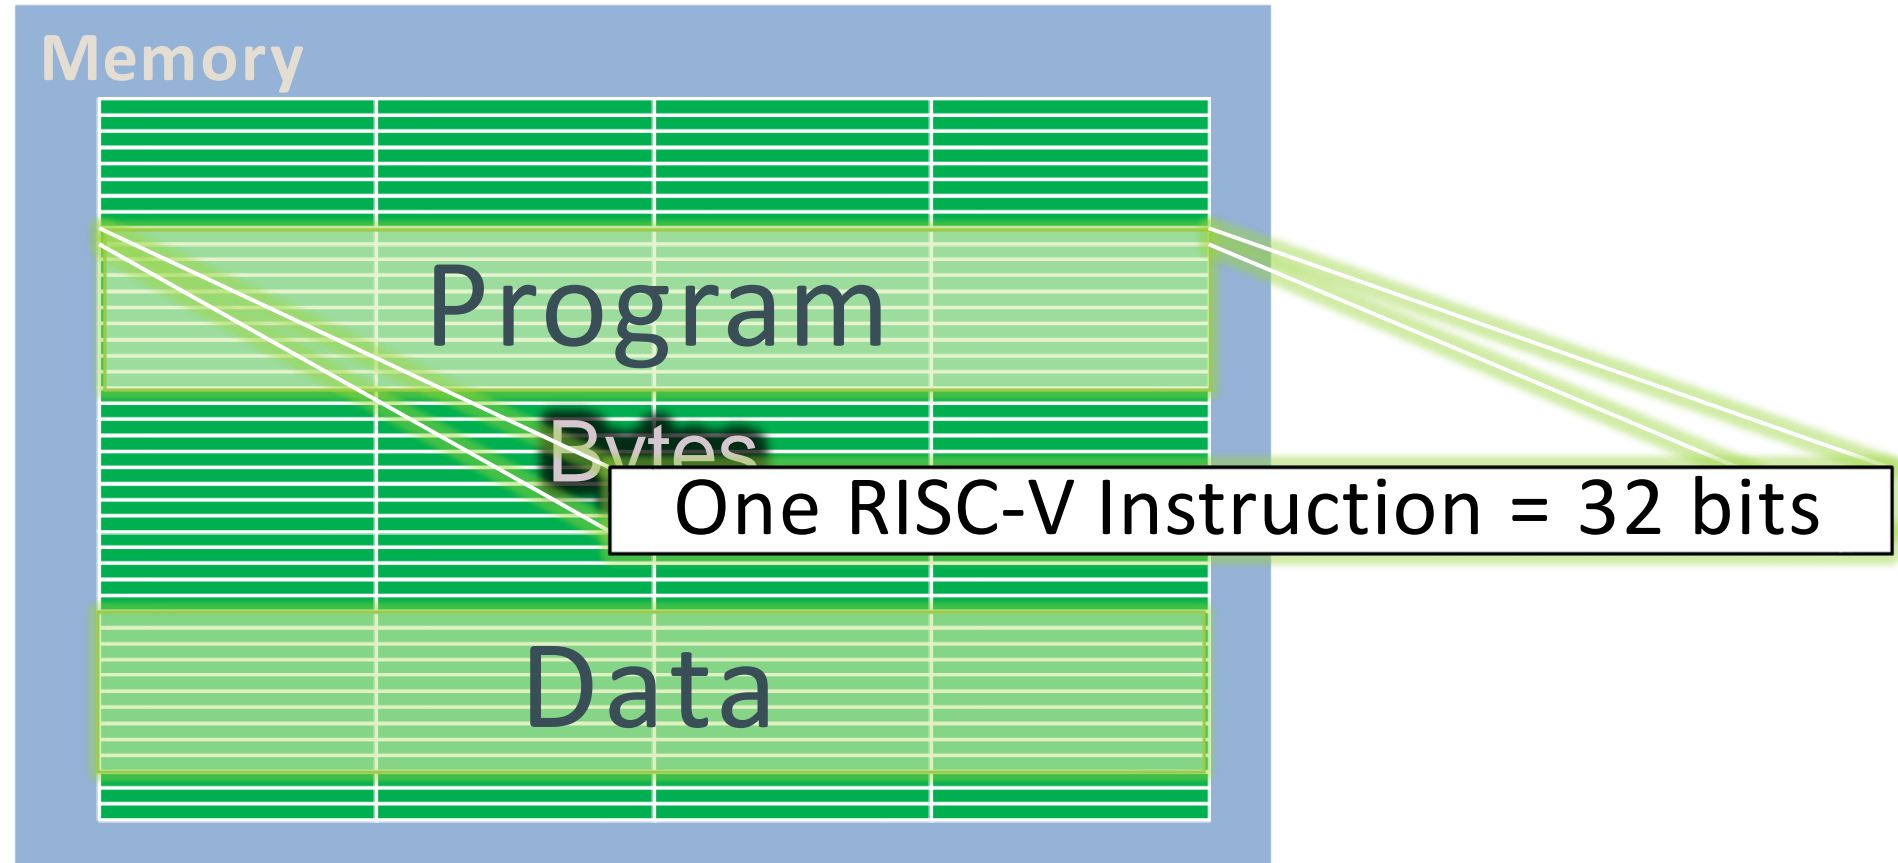 Memory
Program
Bytes
One RISC-V Instruction = 32 bits
Data